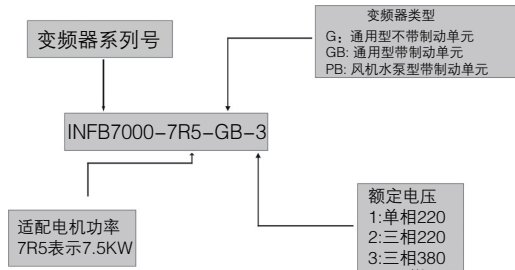 变频器系列号
变频器类型
G：通用型不带制动单元
GB: 通用型带制动单元
PB: 风机水泵型带制动单元
INFB7000-7R5-GB-3
适配电机功率
7R5表示7.5KW
额定电压
1:单相220
2:三相220
3:三相380